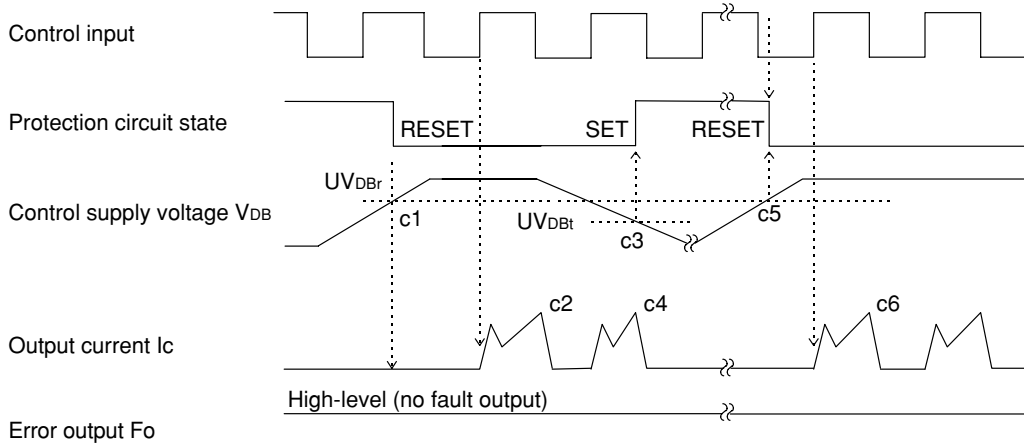 Control input
Protection circuit state
RESET
SET
RESET
UVDBr
Control supply voltage VDB
c1
UVDBt
c3
c5
c2
c4
c6
Output current Ic
High-level (no fault output)
Error output Fo